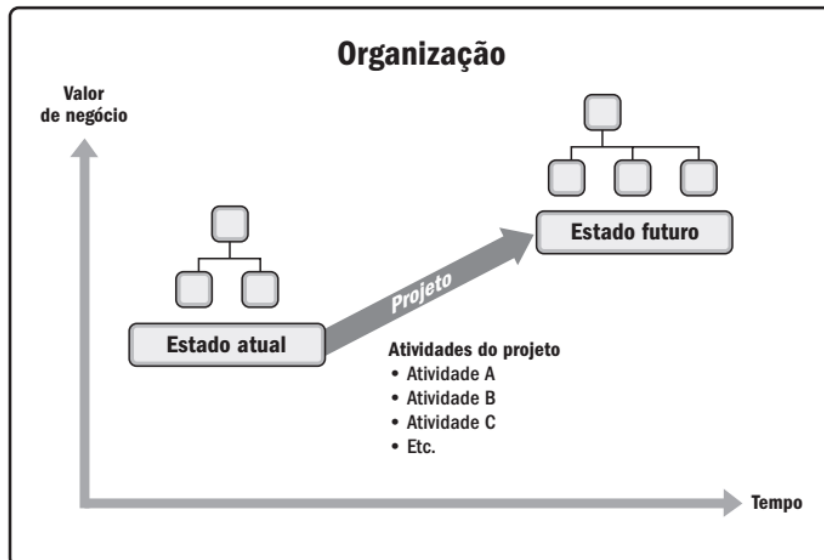 Organização
Valor
de negócio
Estado futuro
Projeto
Estado atual
Atividades do projeto
• Atividade A
• Atividade B
• Atividade C
• Etc.
Tempo